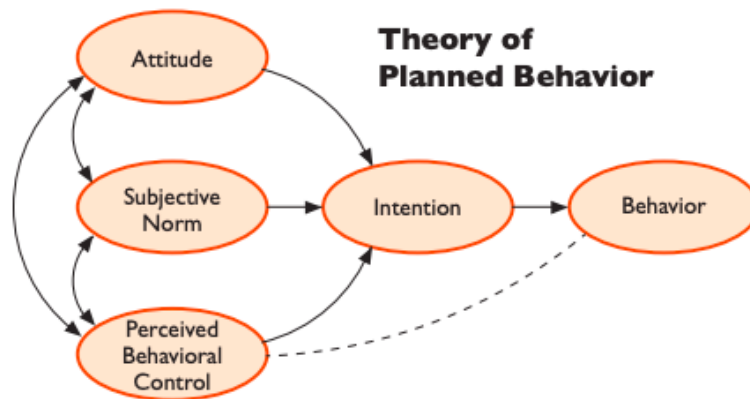 Theory of
Planned Behavior
Attitude
Subjective
Norm
Intention
Behavior
Perceived
Behavioral
Control